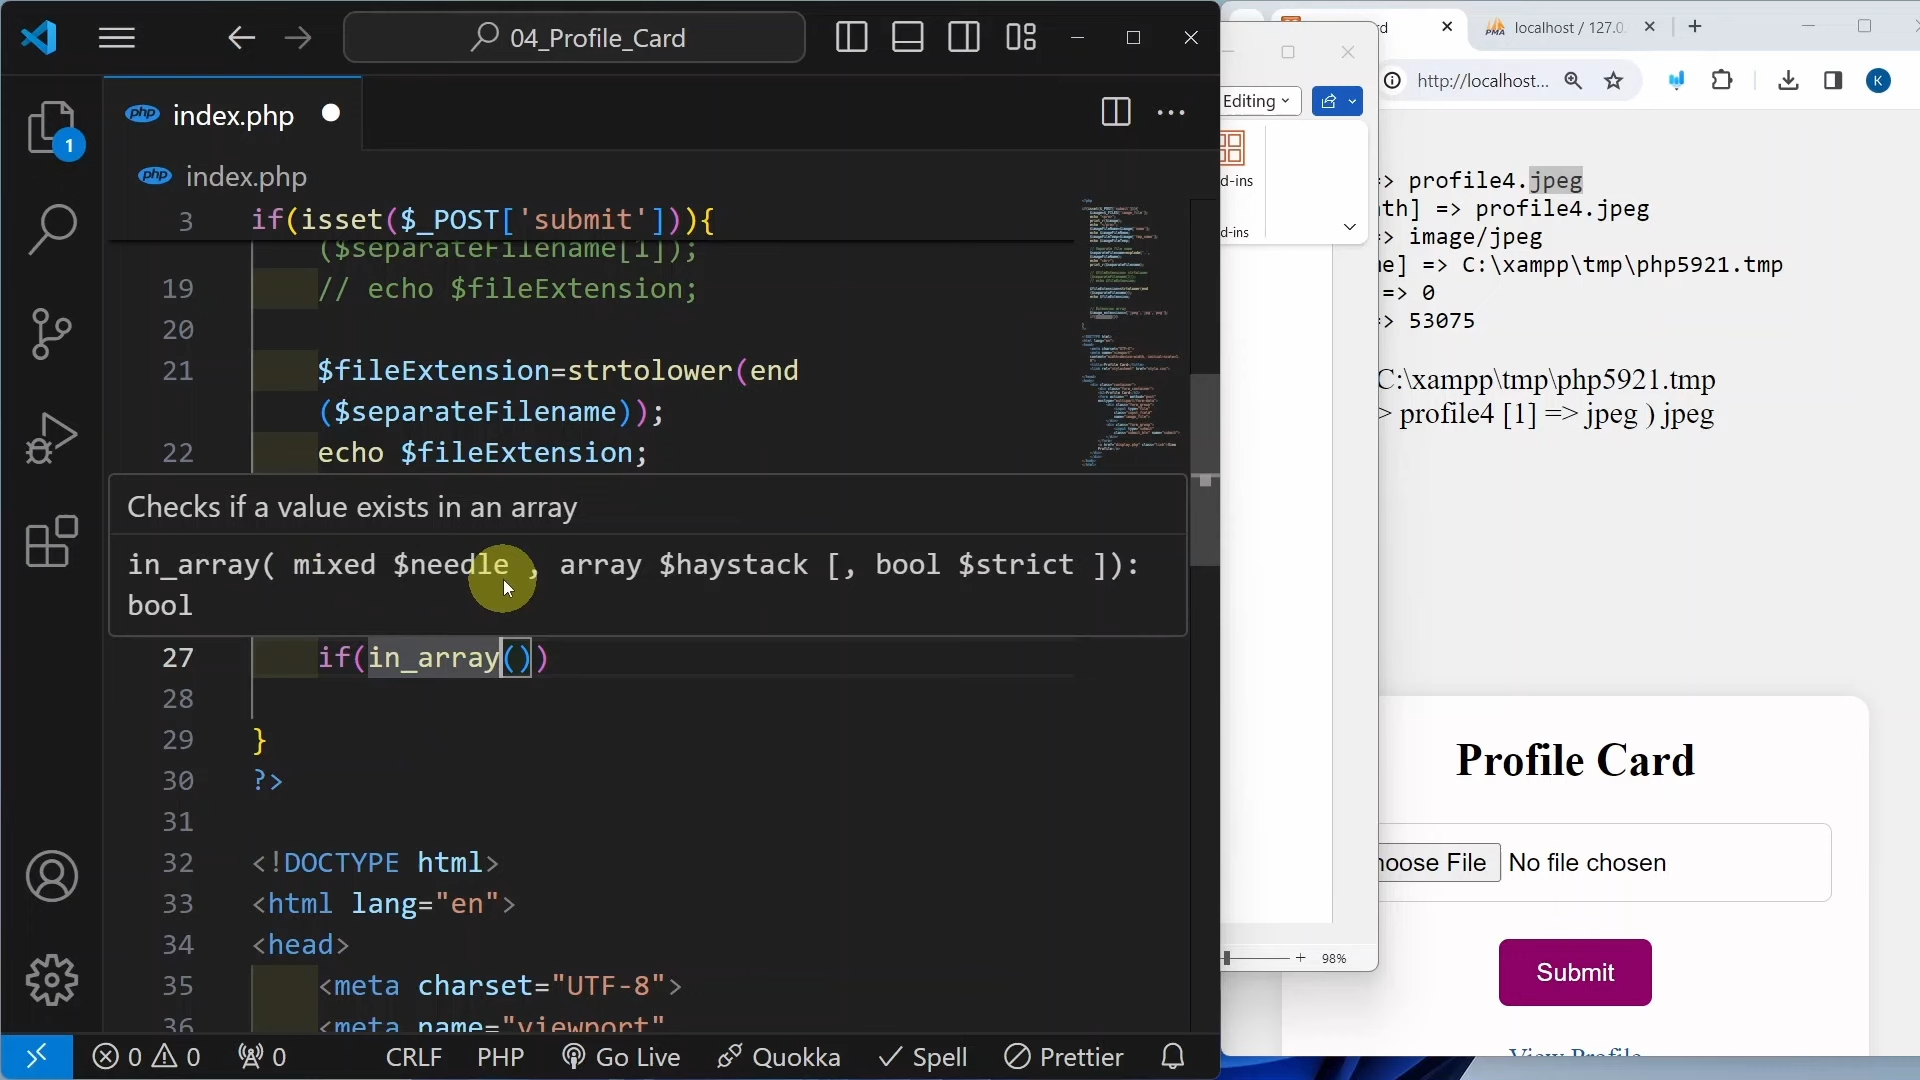 04_Profile_Card
index.php
index.php
3 if(isset($_POST['submit'])){
($separateFilename[1]);
19 // echo $fileExtension;
20
21 $fileExtension=strtolower(end
($separateFilename));
22 echo $fileExtension;
Checks if a value exists in an array
in_array( mixed $needle , array $haystack [, bool $strict ]):
bool
27 if(in_array())
28
29 }
30 ?>
31
32 <!DOCTYPE html>
33 <html lang="en">
34 <head>
35 <meta charset="UTF-8">
36 <meta name="viewport"
1
0 0 0 CRLF PHP Go Live Quokka Spell Prettier
Editing
d-ins
d-ins
98%
localhost / 127.0.
http://localhost...
K
=> profile4.jpeg
th] => profile4.jpeg
=> image/jpeg
e] => C:\xampp\tmp\php5921.tmp
=> 0
> 53075
C:\xampp\tmp\php5921.tmp
> profile4 [1] => jpeg ) jpeg
Profile Card
hoose File No file chosen
Submit
View Profile